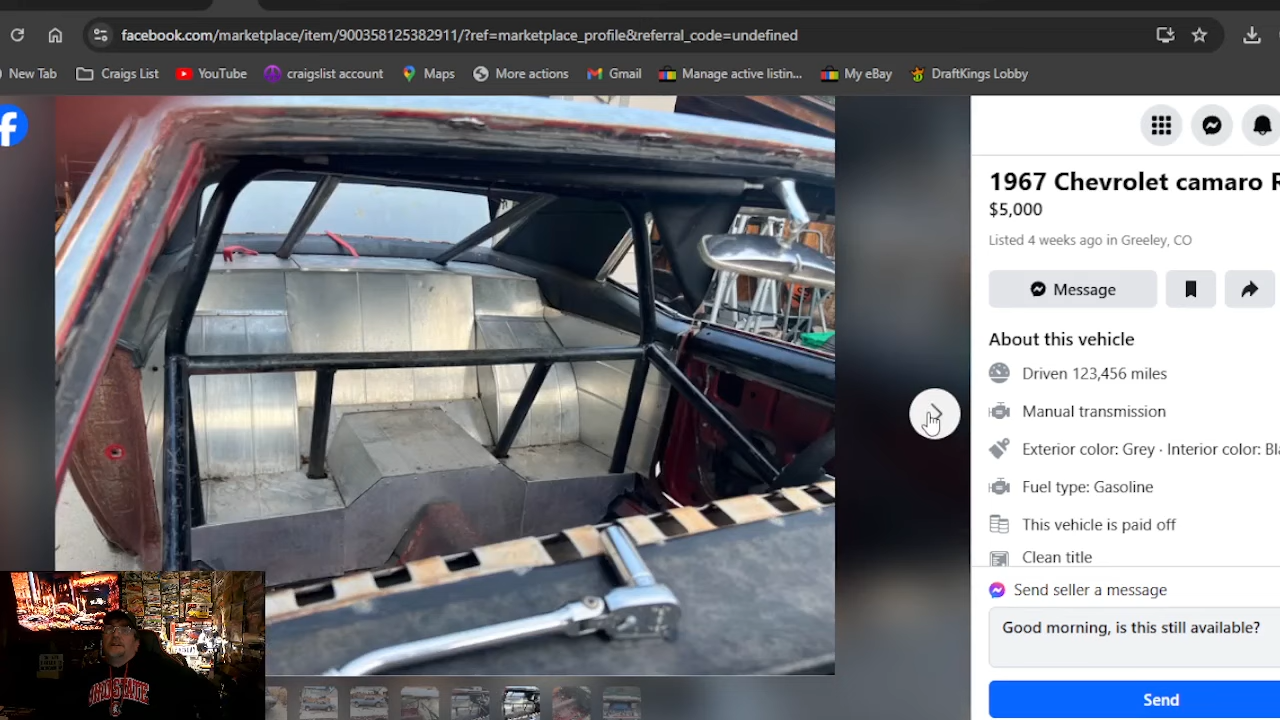 facebook.com/marketplace/item/900358125382911/?ref=marketplace_profile&referral_code=undefined
New Tab Craigs List YouTube craigslist account Maps More actions Gmail Manage active listin... My eBay DraftKings Lobby
1967 Chevrolet camaro R
$5,000
Listed 4 weeks ago in Greeley, CO
Message
About this vehicle
Driven 123,456 miles
Manual transmission
Exterior color: Grey · Interior color: Bla
Fuel type: Gasoline
This vehicle is paid off
Clean title
Send seller a message
Good morning, is this still available?
Send